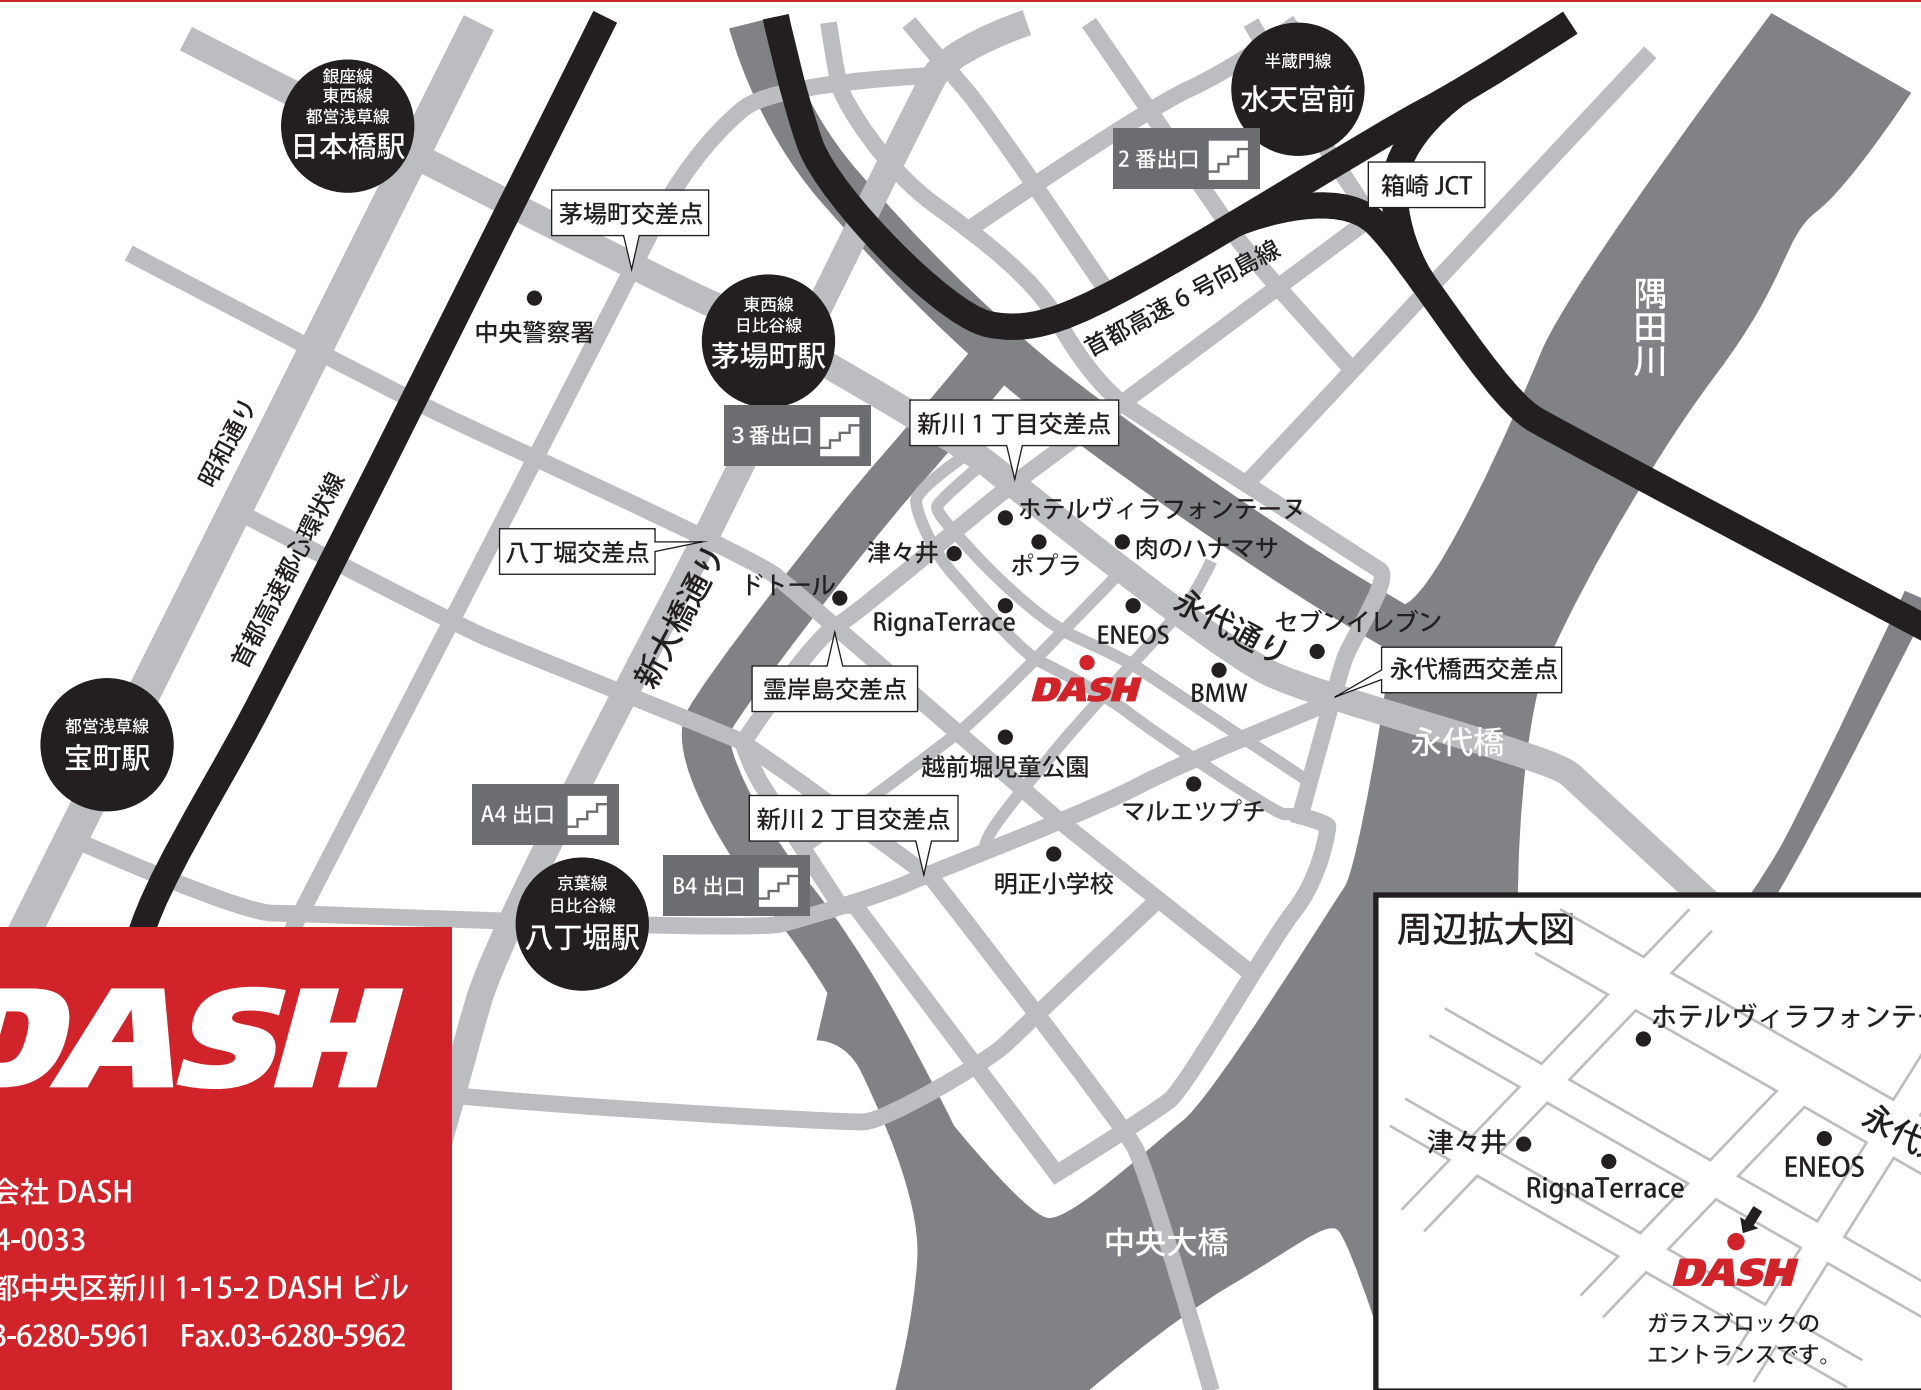 銀座線
東西線
都営浅草線
日本橋駅
半蔵門線
水天宮前
2 番出口
箱崎 JCT
茅場町交差点
中央警察署
東西線
日比谷線
茅場町駅
3 番出口
首都高速 6 号向島線
隅田川
昭和通り
首都高速都心環状線
新川 1 丁目交差点
八丁堀交差点
新大橋通り
ホテルヴィラフォンテーヌ
津々井
ポプラ
肉のハナマサ
ドトール
RignaTerrace
ENEOS
永代通り
セブンイレブン
霊岸島交差点
DASH
BMW
永代橋西交差点
永代橋
都営浅草線
宝町駅
越前堀児童公園
マルエツプチ
A4 出口
新川 2 丁目交差点
B4 出口
明正小学校
京葉線
日比谷線
八丁堀駅
中央大橋
DASH
会社 DASH
4-0033
都中央区新川 1-15-2 DASH ビル
3-6280-5961 Fax.03-6280-5962
周辺拡大図
ホテルヴィラフォンテー
津々井
RignaTerrace
ENEOS
永代
DASH
ガラスブロックの
エントランスです。